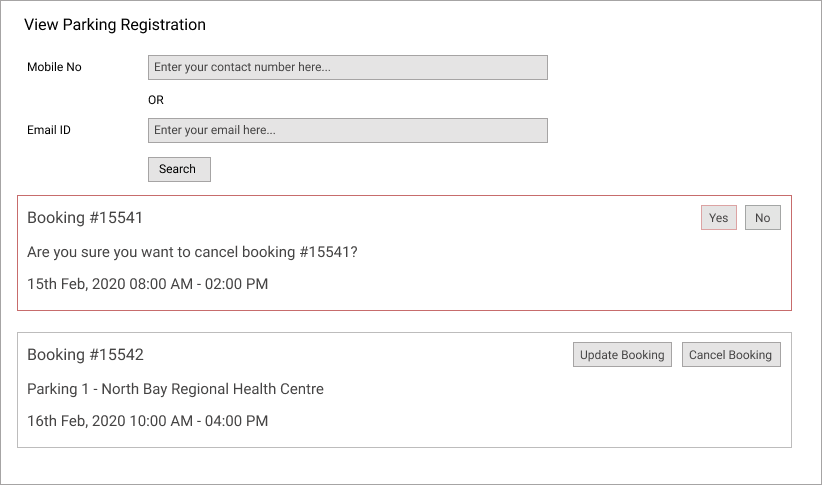 View Parking Registration
Mobile No
Enter your contact number here...
OR
Email ID
Enter your email here...
Search
Booking #15541
Yes
No
Are you sure you want to cancel booking #15541?
15th Feb, 2020 08:00 AM - 02:00 PM
Booking #15542
Update Booking
Cancel Booking
Parking 1 - North Bay Regional Health Centre
16th Feb, 2020 10:00 AM - 04:00 PM